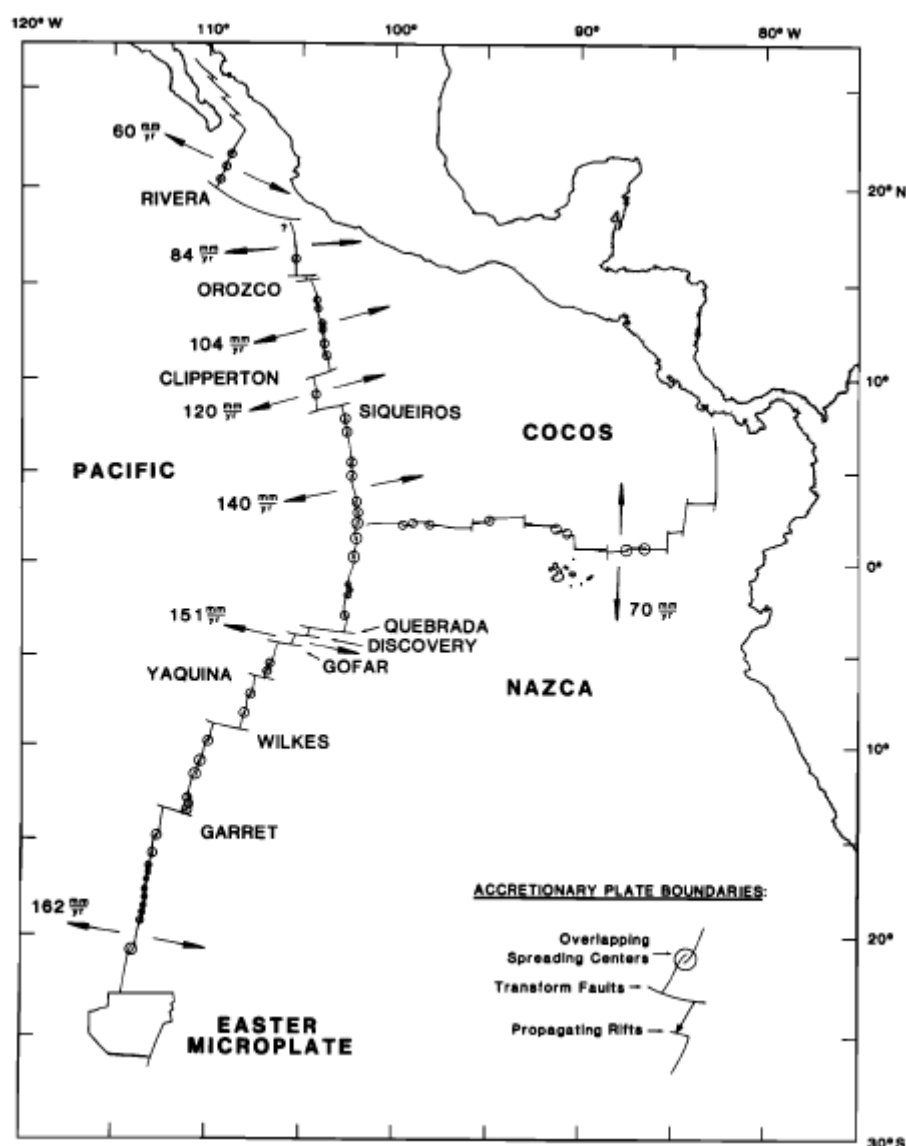 120° W
110°
100°
90°
80° W
60 mm/yr
RIVERA
20° N
?
84 mm/yr
OROZCO
104 mm/yr
CLIPPERTON
10°
120 mm/yr
SIQUEIROS
COCOS
PACIFIC
140 mm/yr
0°
151 mm/yr
70 mm/yr
QUEBRADA
DISCOVERY
YAQUINA
GOFAR
NAZCA
WILKES
10°
GARRET
162 mm/yr
ACCRETIONARY PLATE BOUNDARIES:
Overlapping
Spreading Centers
20°
Transform Faults
Propagating Rifts
EASTER
MICROPLATE
30° S